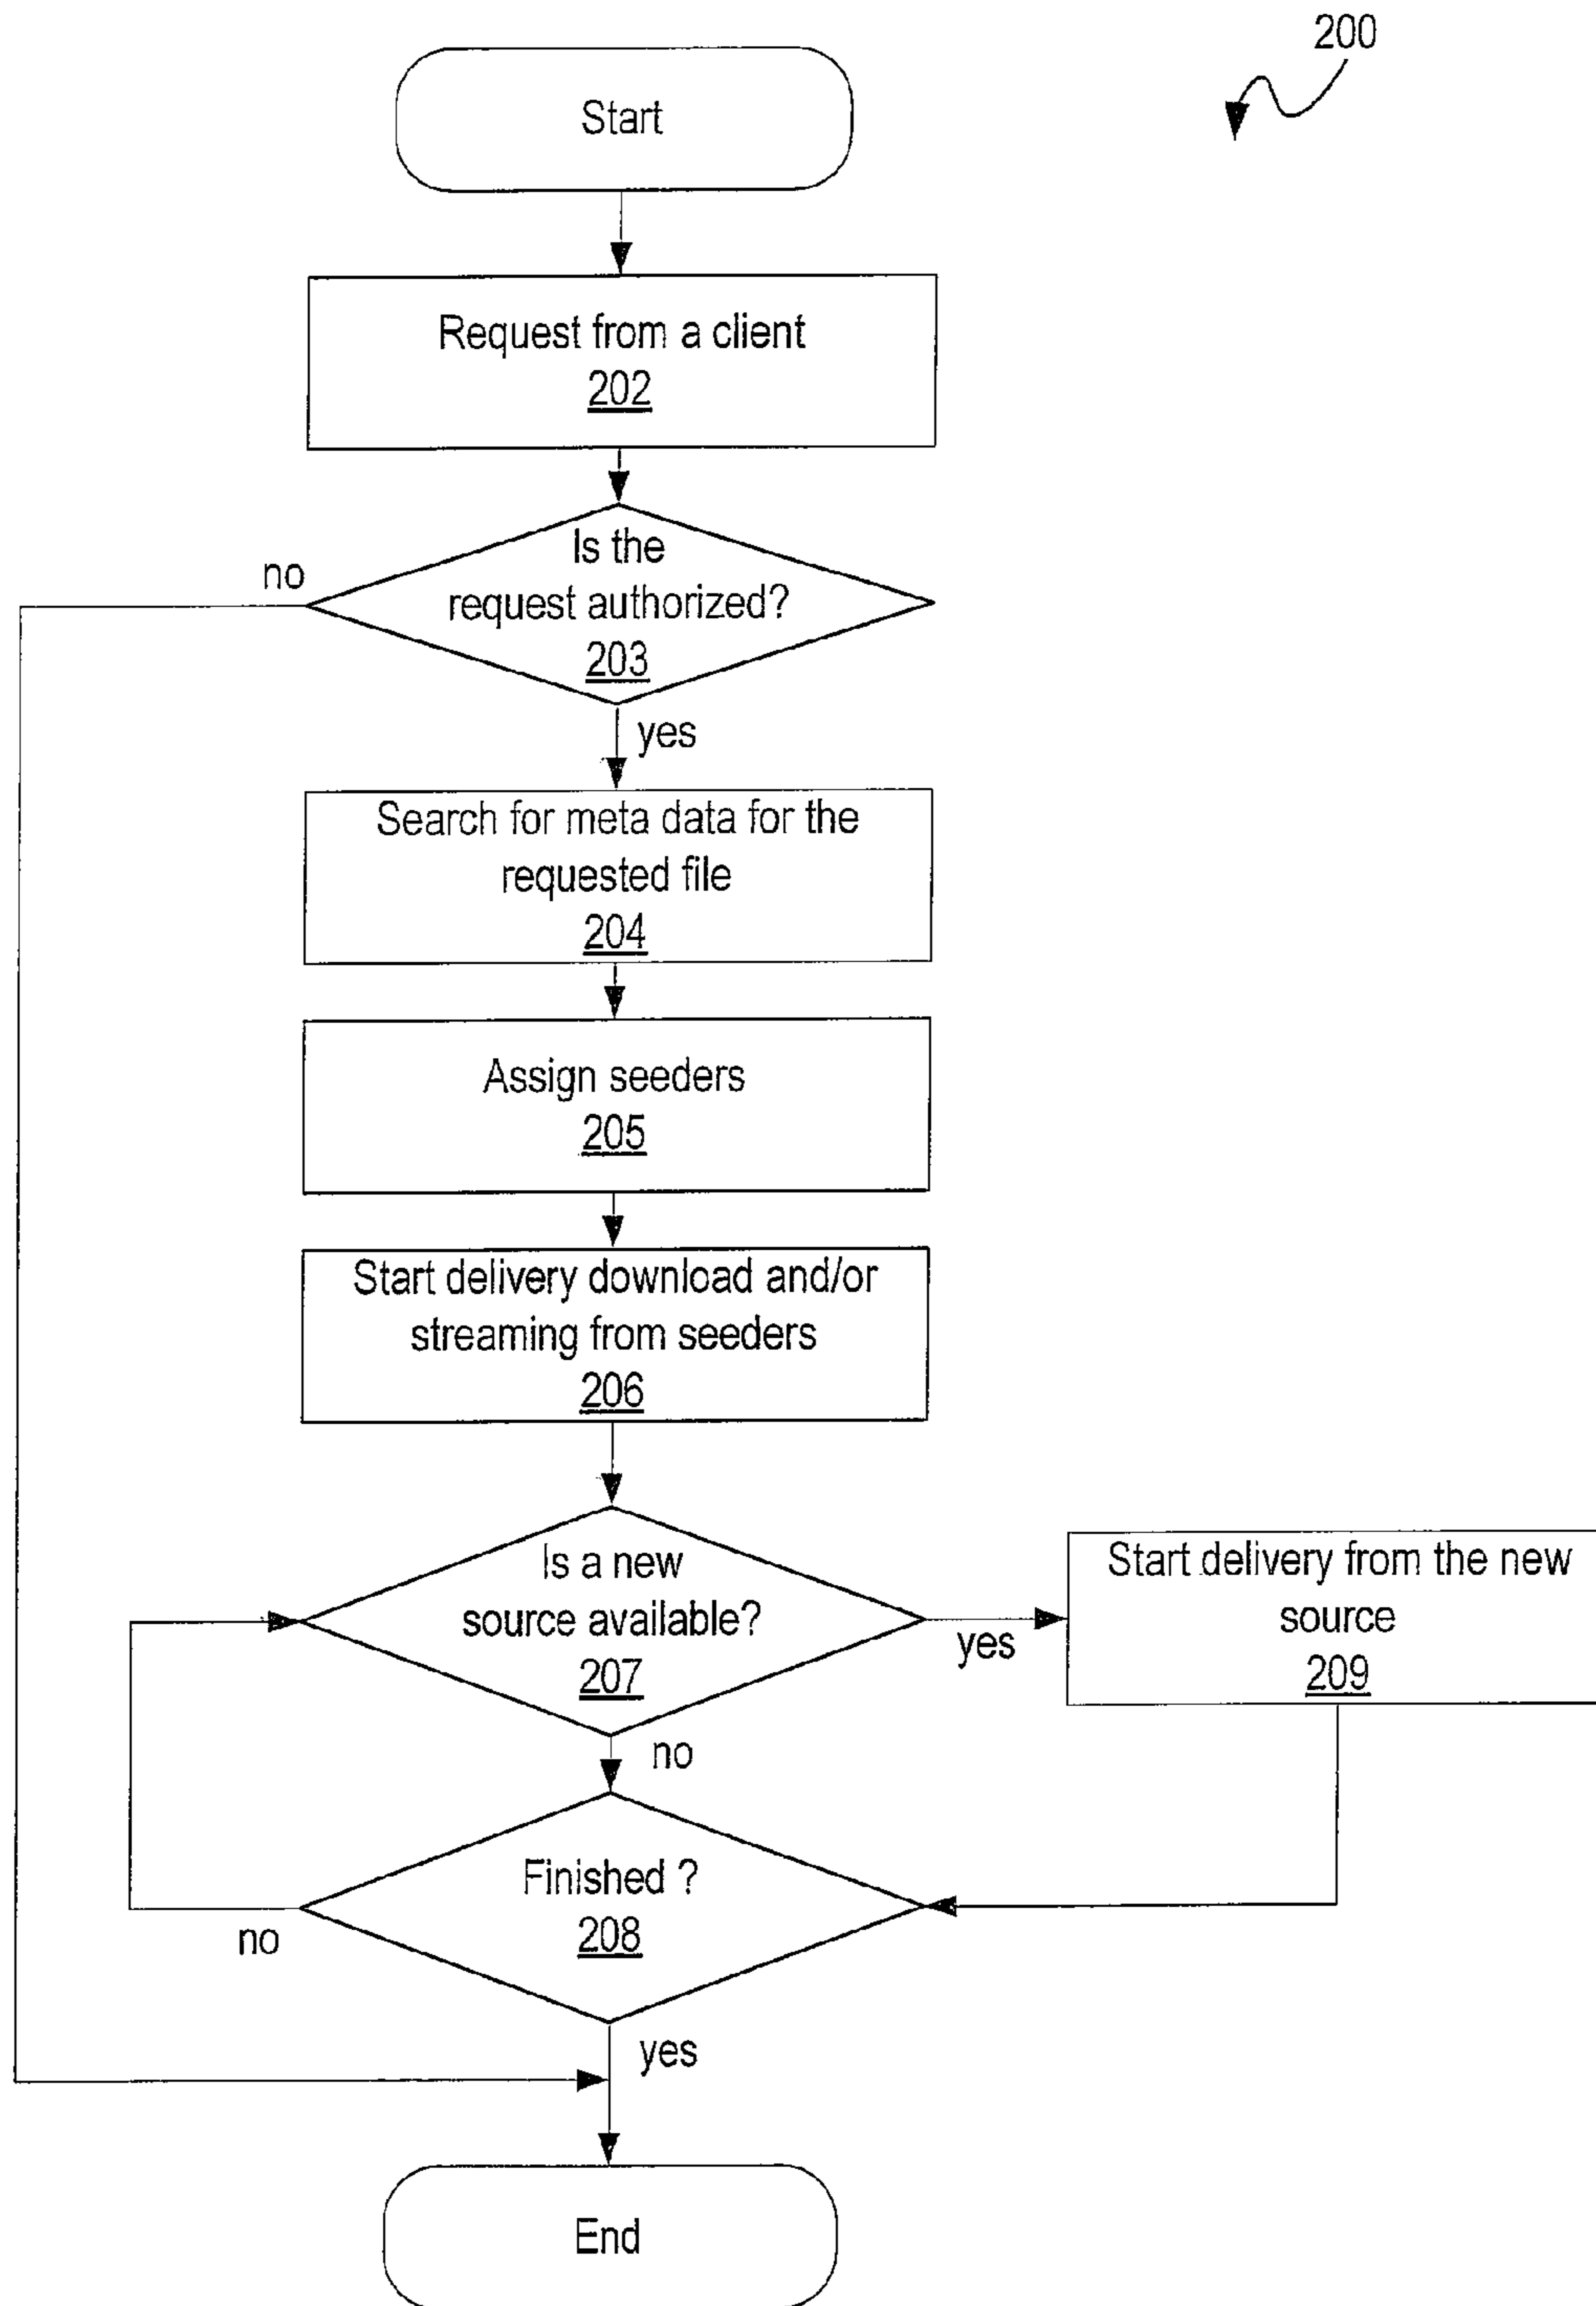 200
Start
Request from a client
202
Is the
request authorized?
203
no
yes
Search for meta data for the
requested file
204
Assign seeders
205
Start delivery download and/or
streaming from seeders
206
Is a new
source available?
207
yes
Start delivery from the new
source
209
no
Finished ?
208
no
yes
End